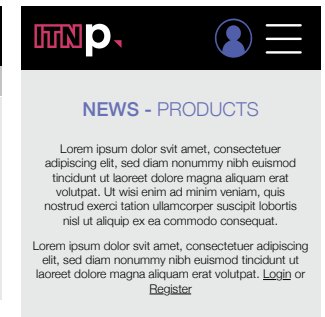 ITNP.
NEWS - PRODUCTS
Lorem ipsum dolor svit amet, consectetuer
adipiscing elit, sed diam nonummy nibh euismod
tincidunt ut laoreet dolore magna aliquam erat
volutpat. Ut wisi enim ad minim veniam, quis
nostrud exerci tation ullamcorper suscipit lobortis
nisl ut aliquip ex ea commodo consequat.
Lorem ipsum dolor svit amet, consectetuer adipiscing
elit, sed diam nonummy nibh euismod tincidunt ut
laoreet dolore magna aliquam erat volutpat. Login or
Register